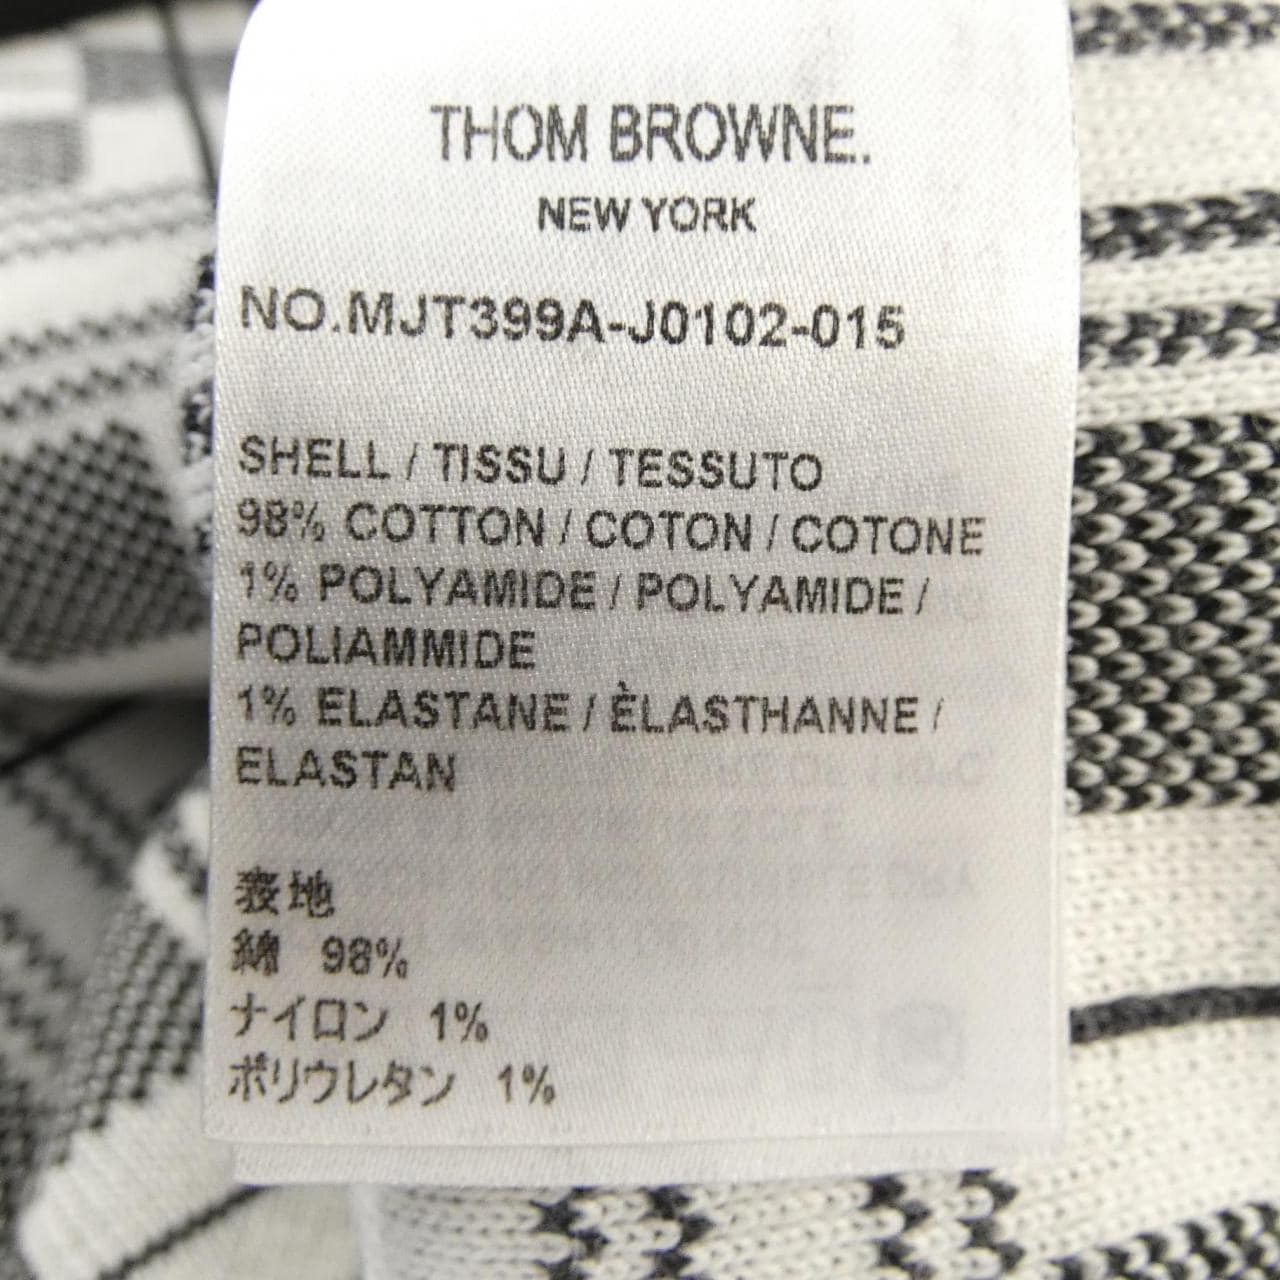 THOM BROWNE.
NEW YORK
NO.MJT399A-J0102-015
SHELL / TISSU / TESSUTO
98% COTTON / COTON / COTONE
1% POLYAMIDE / POLYAMIDE /
POLIAMMIDE
1% ELASTANE / ÈLASTHANNE /
ELASTAN
表地
綿 98%
ナイロン 1%
ポリウレタン 1%